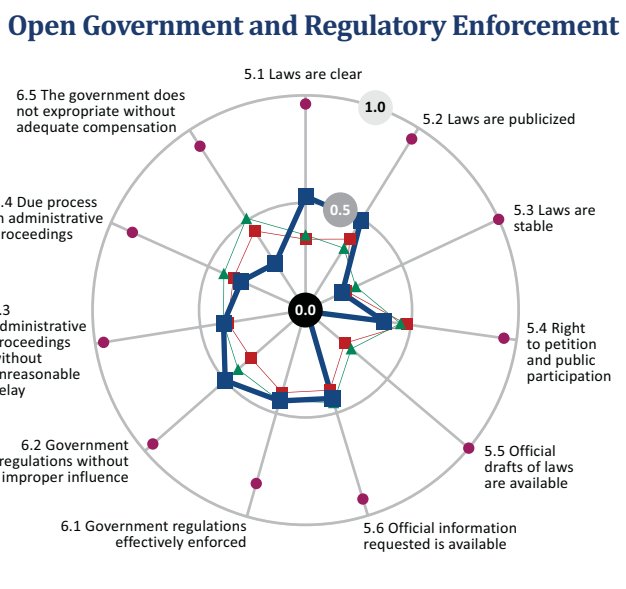 Open Government and Regulatory Enforcement
5.1 Laws are clear
1.0
6.5 The government does
not expropriate without
adequate compensation
5.2 Laws are publicized
.4 Due process
n administrative
roceedings
0.5
5.3 Laws are
stable
0.0
.3
dministrative
roceedings
ithout
nreasonable
elay
5.4 Right
to petition
and public
participation
6.2 Government
regulations without
improper influence
5.5 Official
drafts of laws
are available
6.1 Government regulations
effectively enforced
5.6 Official information
requested is available